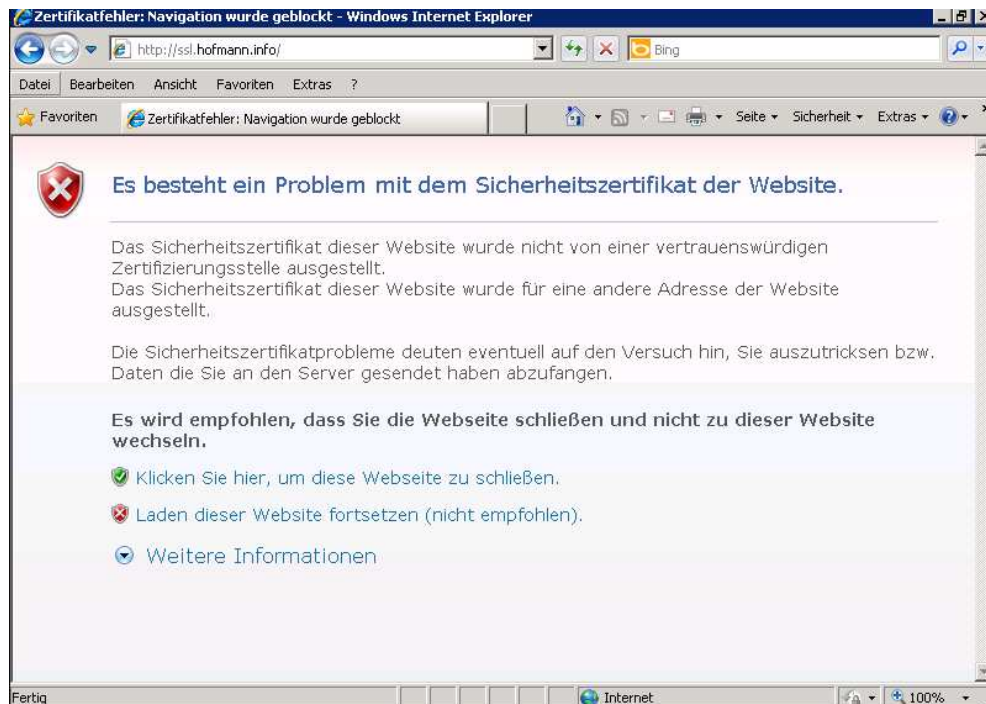 Zertifikatfehler: Navigation wurde geblockt - Windows Internet Explorer
http://ssl.hofmann.info/
Bing
Datei Bearbeiten Ansicht Favoriten Extras ?
Favoriten Zertifikatfehler: Navigation wurde geblockt Seite Sicherheit Extras
Es besteht ein Problem mit dem Sicherheitszertifikat der Website.
Das Sicherheitszertifikat dieser Website wurde nicht von einer vertrauenswürdigen
Zertifizierungsstelle ausgestellt.
Das Sicherheitszertifikat dieser Website wurde für eine andere Adresse der Website
ausgestellt.
Die Sicherheitszertifikatprobleme deuten eventuell auf den Versuch hin, Sie auszutricksen bzw.
Daten die Sie an den Server gesendet haben abzufangen.
Es wird empfohlen, dass Sie die Webseite schließen und nicht zu dieser Website
wechseln.
Klicken Sie hier, um diese Webseite zu schließen.
Laden dieser Website fortsetzen (nicht empfohlen).
Weitere Informationen
Fertig Internet 100%